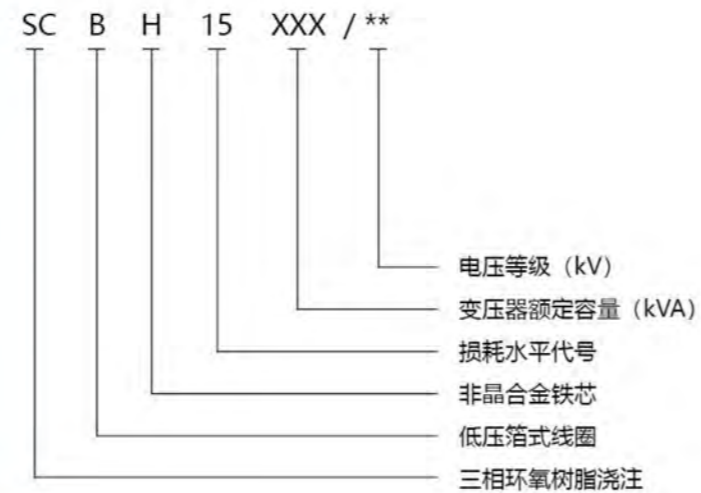 SC B H 15 XXX / **
电压等级（kV）
变压器额定容量（kVA）
损耗水平代号
非晶合金铁芯
低压箔式线圈
三相环氧树脂浇注